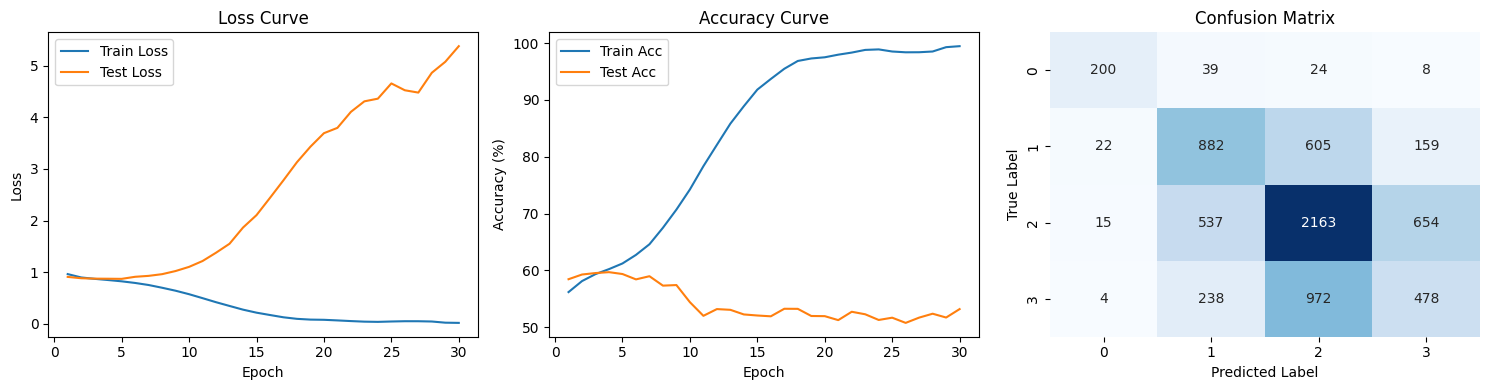 Loss Curve
Train Loss
Test Loss
5
4
3
2
1
0
Loss
0 5 10 15 20 25 30
Epoch
Accuracy Curve
Train Acc
Test Acc
100
90
80
70
60
50
Accuracy (%)
0 5 10 15 20 25 30
Epoch
Confusion Matrix
0 200 39 24 8
1 22 882 605 159
2 15 537 2163 654
3 4 238 972 478
True Label
0 1 2 3
Predicted Label